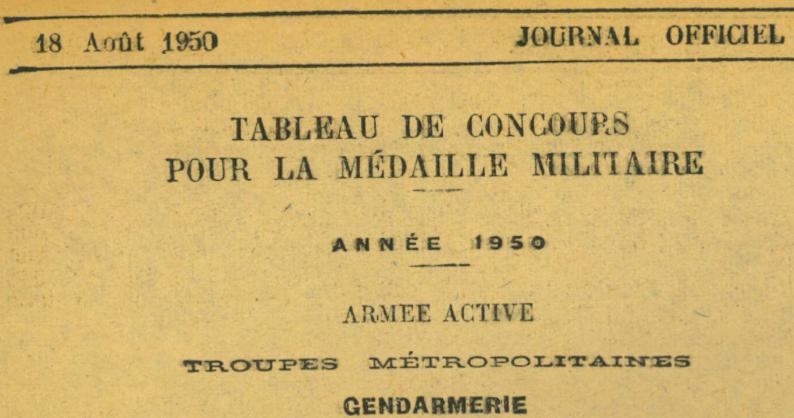 18 Août 1950 JOURNAL OFFICIEL
TABLEAU DE CONCOURS
POUR LA MÉDAILLE MILITAIRE
ANNÉE 1950
ARMEE ACTIVE
TROUPES MÉTROPOLITAINES
GENDARMERIE